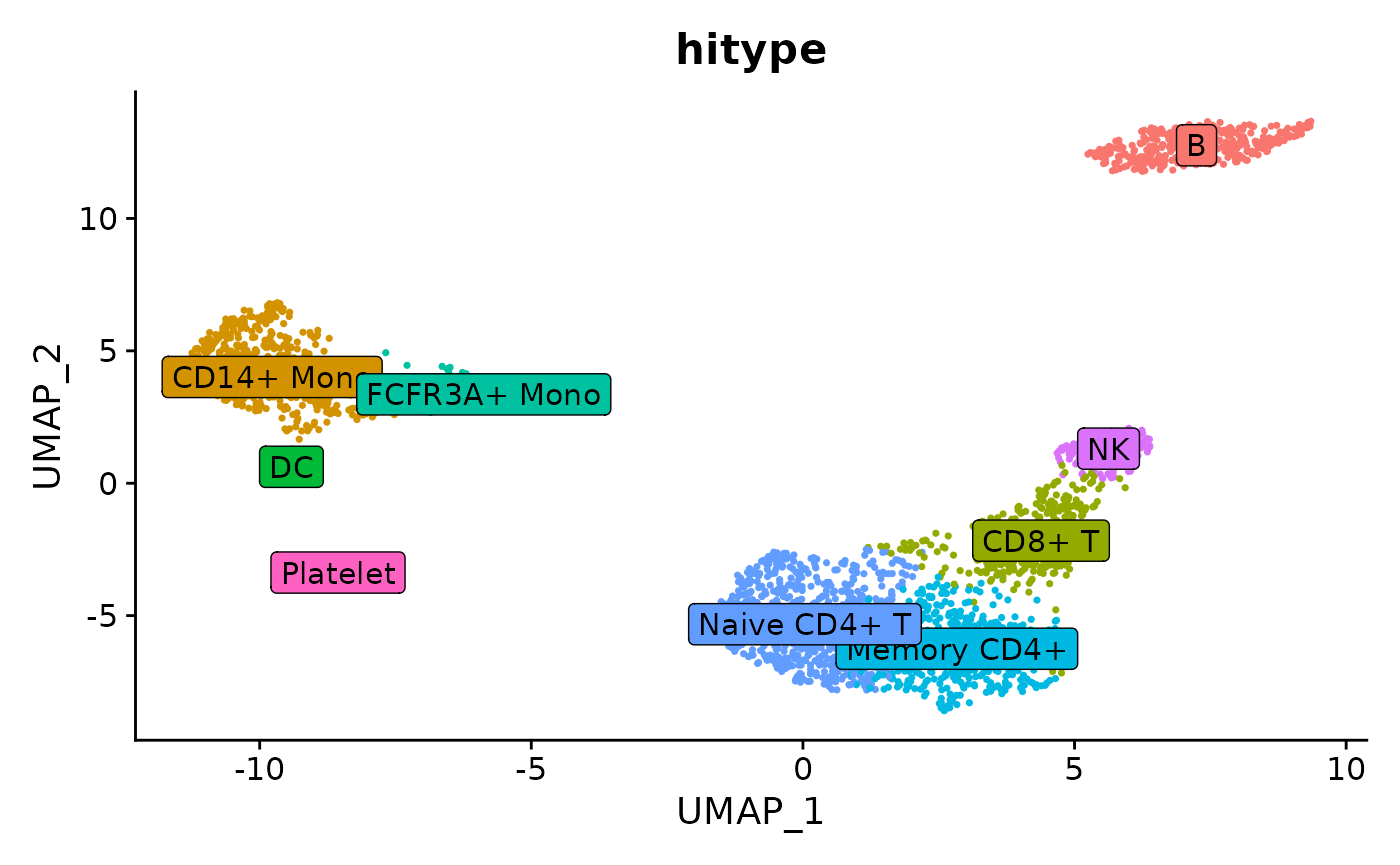 hitype
B
10
5
CD14+ Mono
FCFR3A+ Mono
NK
DC
0
UMAP_2
CD8+ T
Platelet
-5
Naive CD4+ T
Memory CD4+
-10
-5
0
5
10
UMAP_1